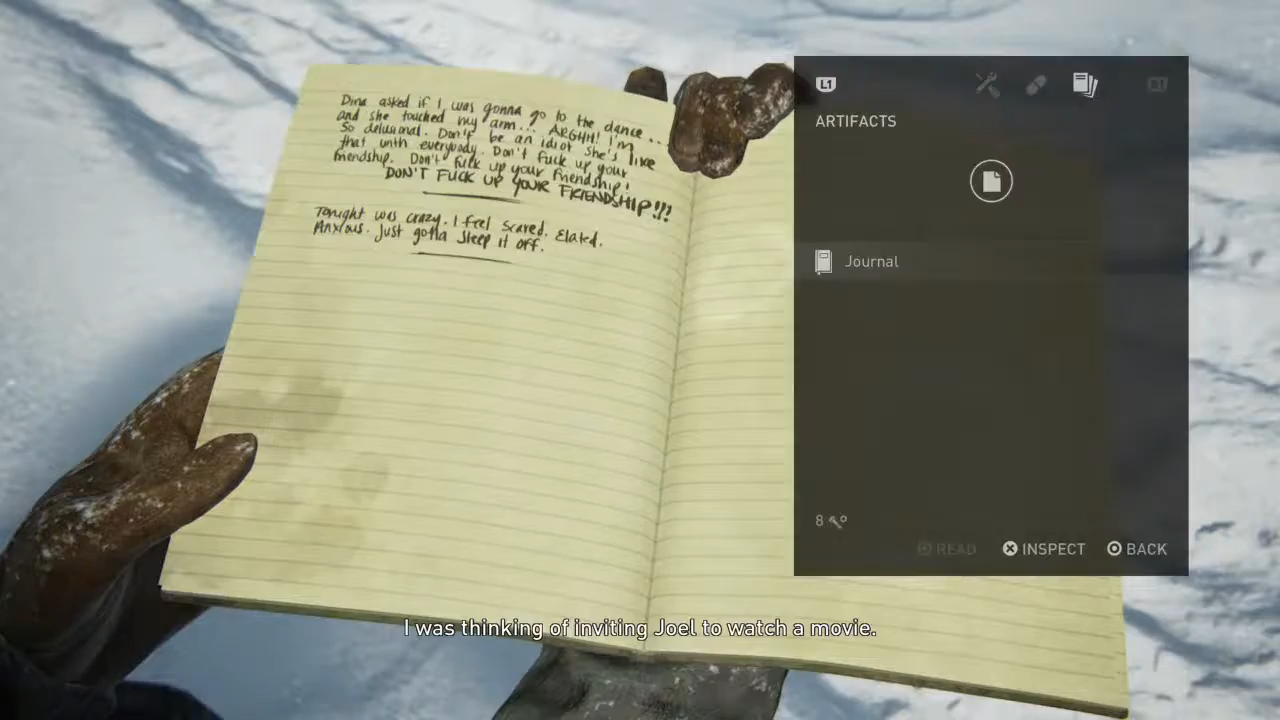 Dina asked if I was gonna go to the dance...
and she touched my arm... ARGHH! I'm
So delusional. Don't be an idiot she's like
that with everybody. Don't fuck up your
friendship. Don't fuck up your friendship!
DON'T FUCK UP YOUR FRIENDSHIP!!!
Tonight was crazy. I feel scared. Elated.
Anxious. Just gotta sleep it off.
L1
ARTIFACTS
Journal
8
READ
INSPECT
BACK
I was thinking of inviting Joel to watch a movie.